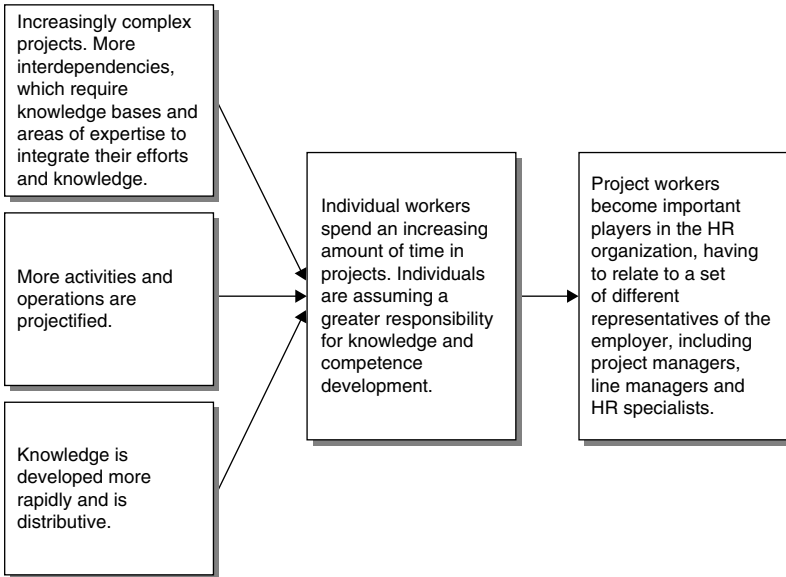 Increasingly complex
projects. More
interdependencies,
which require
knowledge bases and
areas of expertise to
integrate their efforts
and knowledge.
More activities and
operations are
projectified.
Knowledge is
developed more
rapidly and is
distributive.
Individual workers
spend an increasing
amount of time in
projects. Individuals
are assuming a
greater responsibility
for knowledge and
competence
development.
Project workers
become important
players in the HR
organization, having
to relate to a set
of different
representatives of the
employer, including
project managers,
line managers and
HR specialists.